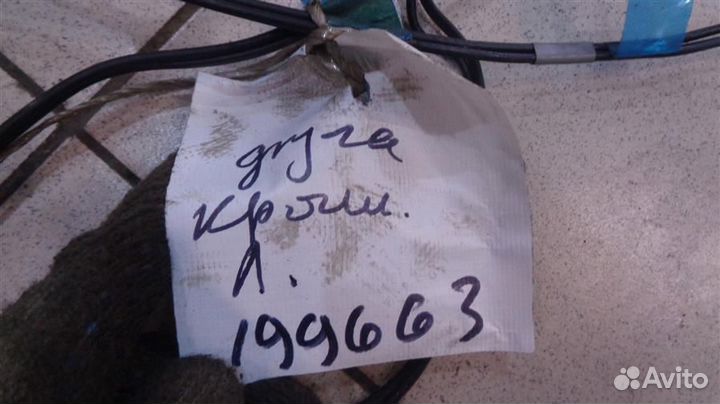 дуга
крыш.
Л.
199663
Avito